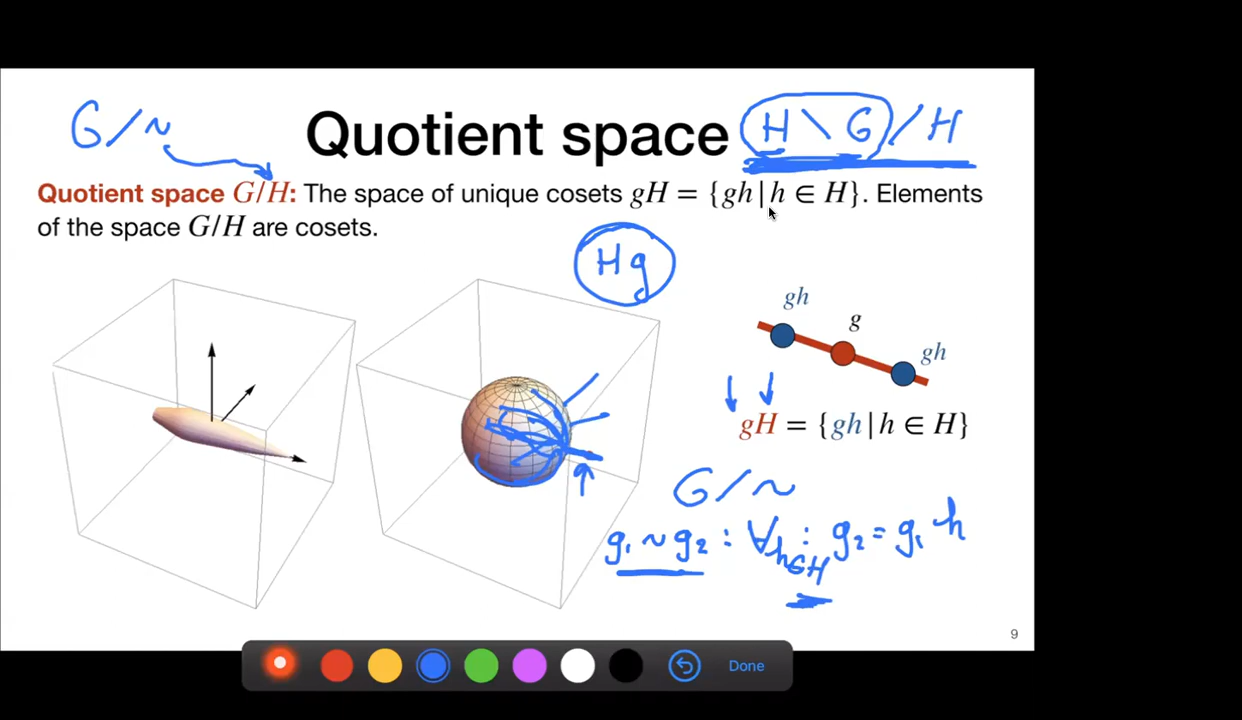 G/~
Quotient space H\G/H
Quotient space G/H: The space of unique cosets gH = {gh|h ∈ H}. Elements
of the space G/H are cosets.
Hg
gh
g
gh
gH = {gh|h ∈ H}
G/~
g₁ ~ g₂ : ∀h∈H : g₂ = g₁ h
9
Done